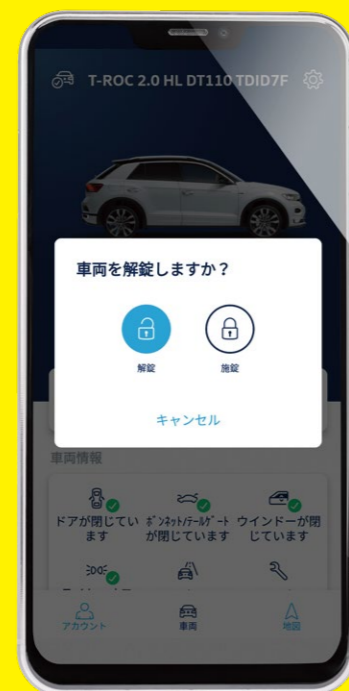 T-ROC 2.0 HL DT110 TDID7F
車両を解錠しますか？
解錠 施錠
キャンセル
車両情報
ドアが閉じてい ﾎﾞﾝﾈｯﾄ/ﾃｰﾙｹﾞｰﾄ ウインドーが閉
ます が閉じています じています
アカウント 車両 地図